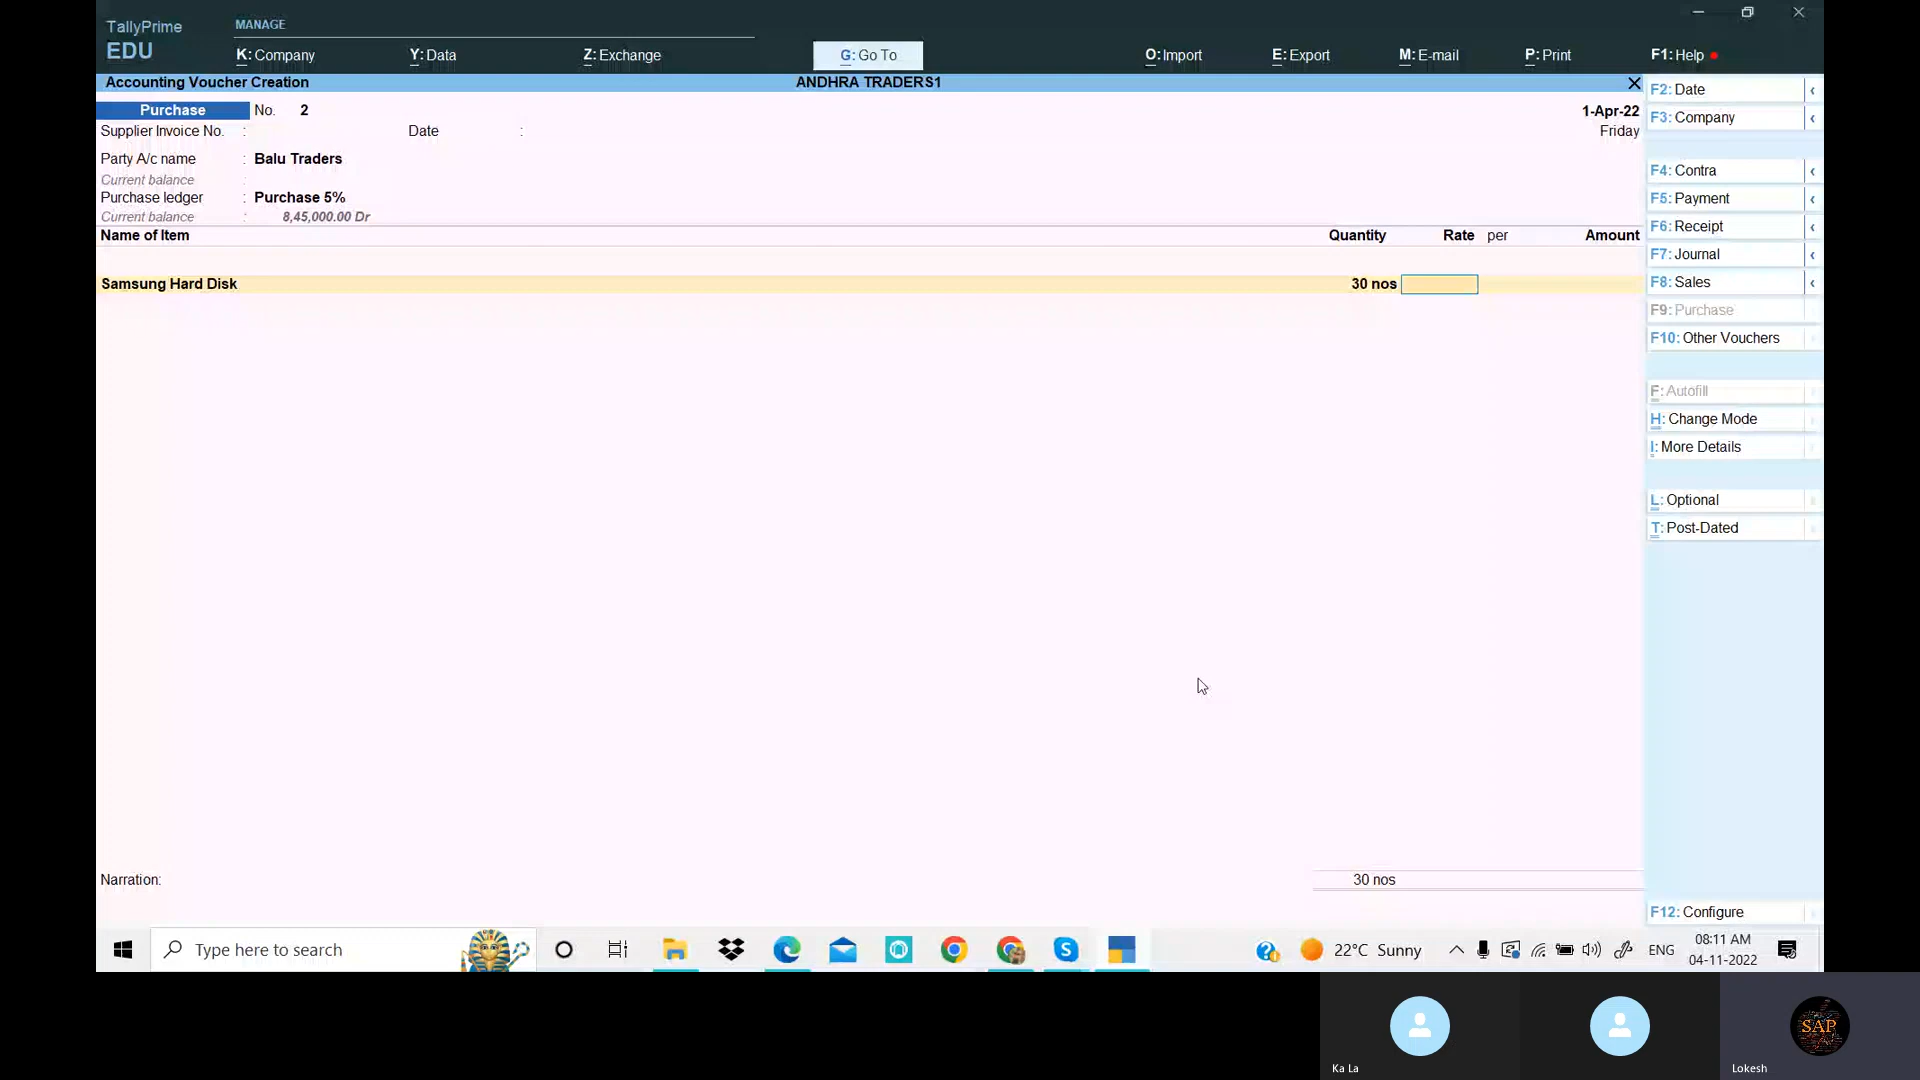 TallyPrime
EDU
MANAGE
K: Company
Y: Data
Z: Exchange
G: Go To
O: Import
E: Export
M: E-mail
P: Print
F1: Help
Accounting Voucher Creation
ANDHRA TRADERS1
Purchase No. 2
1-Apr-22
Supplier Invoice No. : Date :
Friday
Party A/c name : Balu Traders
Current balance :
Purchase ledger : Purchase 5%
Current balance : 8,45,000.00 Dr
Name of Item Quantity Rate per Amount
Samsung Hard Disk 30 nos
Narration: 30 nos
F2: Date
F3: Company
F4: Contra
F5: Payment
F6: Receipt
F7: Journal
F8: Sales
F9: Purchase
F10: Other Vouchers
F: Autofill
H: Change Mode
I: More Details
L: Optional
T: Post-Dated
F12: Configure
Type here to search
22°C Sunny
ENG
08:11 AM
04-11-2022
SAP
Ka La
Lokesh